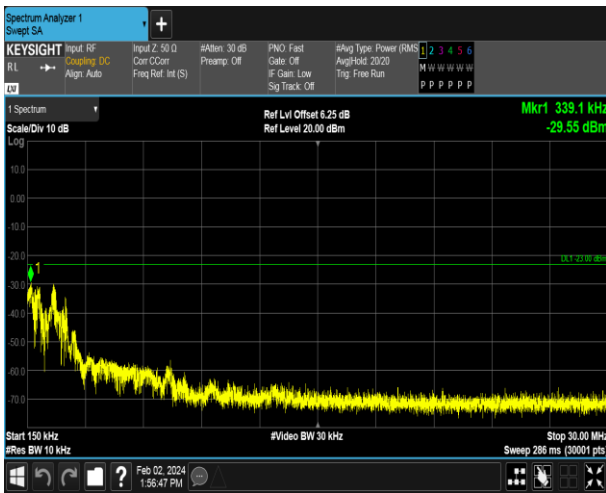 Spectrum Analyzer 1
Swept SA
+
KEYSIGHT
RL
LXI
Input: RF
Coupling: DC
Align: Auto
Input Z: 50 Ω
Corr CCorr
Freq Ref: Int (S)
#Atten: 30 dB
Preamp: Off
PNO: Fast
Gate: Off
IF Gain: Low
Sig Track: Off
#Avg Type: Power (RMS
Avg|Hold: 20/20
Trig: Free Run
1 2 3 4 5 6
M W W W W W
P P P P P P
1 Spectrum
Scale/Div 10 dB
Ref Lvl Offset 6.25 dB
Ref Level 20.00 dBm
Mkr1 339.1 kHz
-29.55 dBm
Log
10.0
0.00
-10.0
-20.0
-30.0
-40.0
-50.0
-60.0
-70.0
1
DL1 -23.00 dBm
Start 150 kHz
#Res BW 10 kHz
#Video BW 30 kHz
Stop 30.00 MHz
Sweep 286 ms (30001 pts)
?
Feb 02, 2024
1:56:47 PM